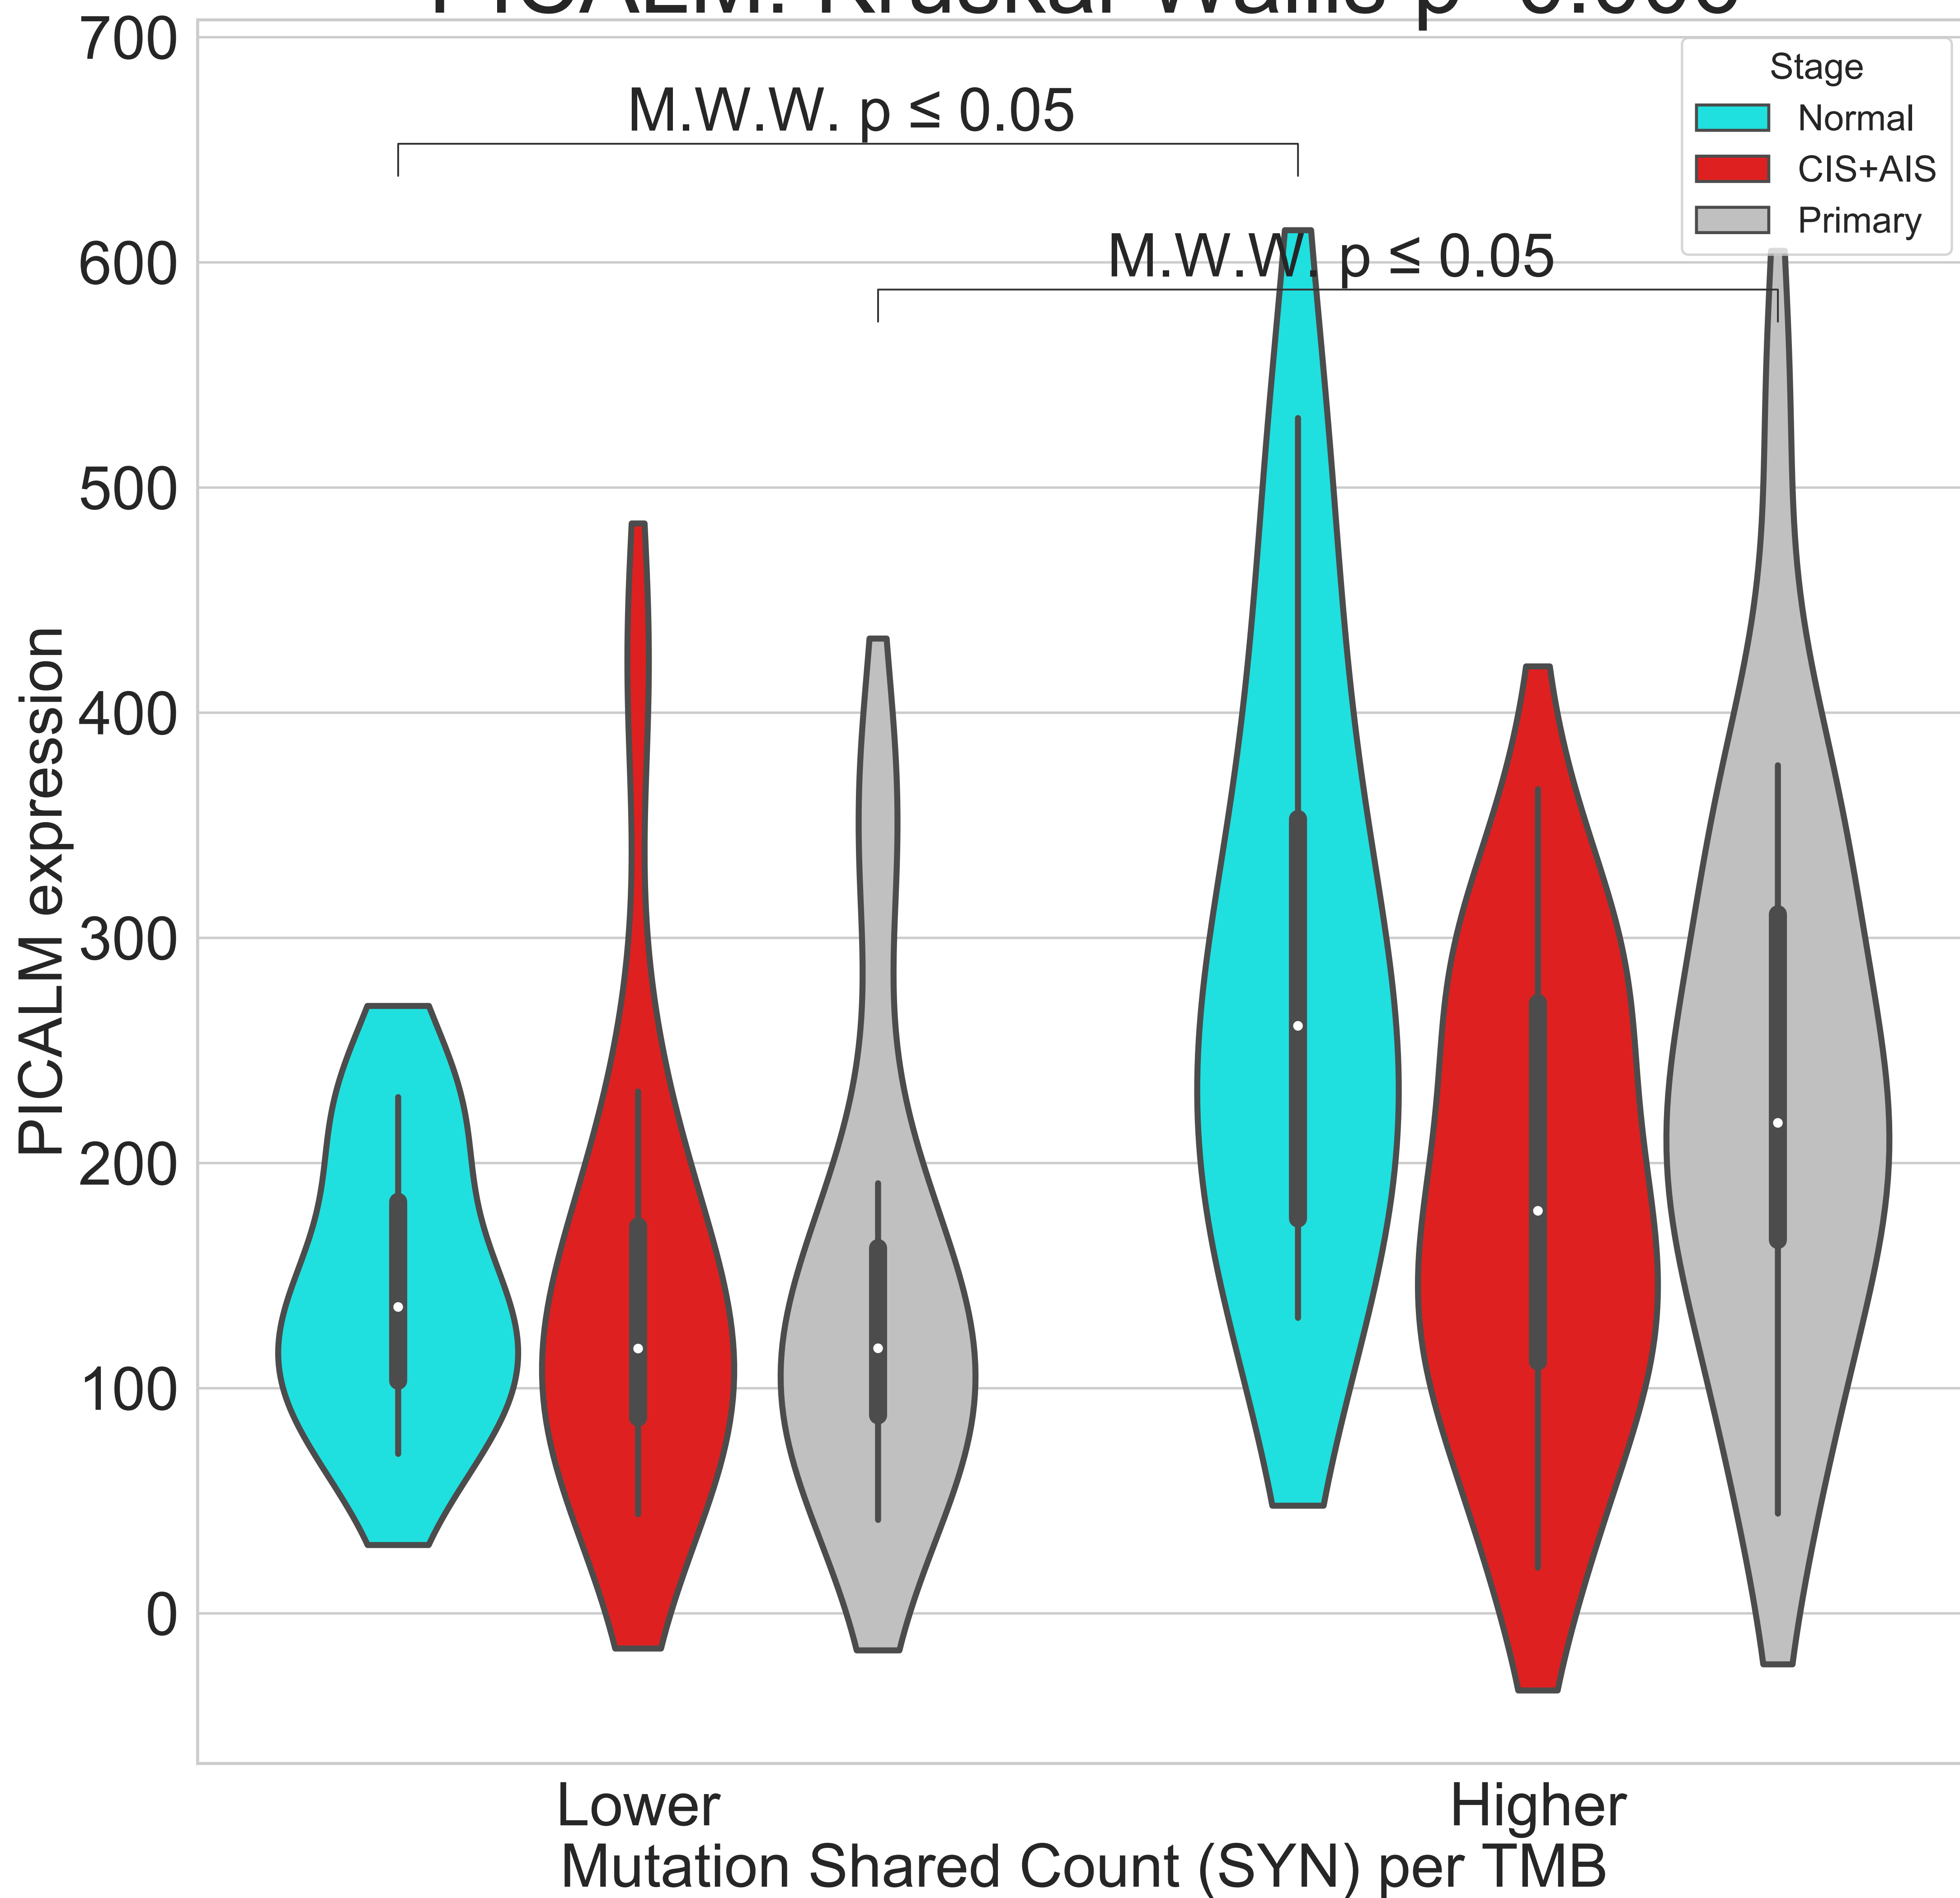 700
600
500
400
300
200
100
0
PICALM expression
M.W.W. p ≤ 0.05
M.W.W. p ≤ 0.05
Stage
Normal
CIS+AIS
Primary
Lower
Higher
Mutation Shared Count (SYN) per TMB